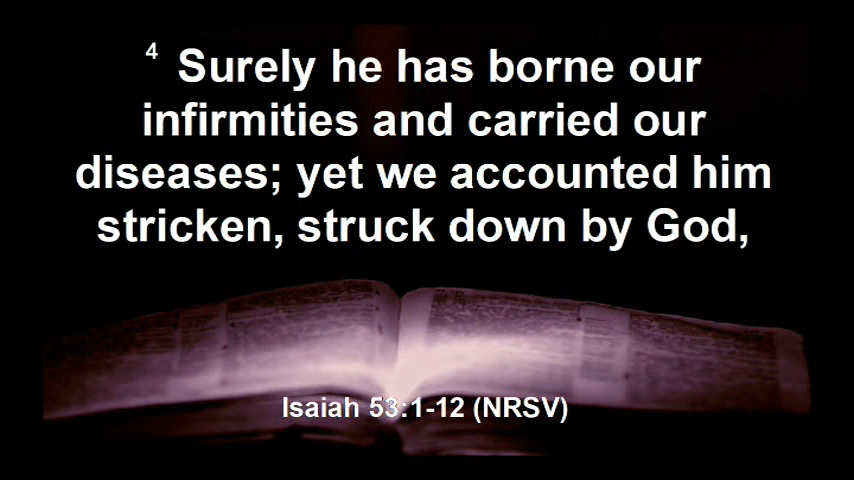 4 Surely he has borne our
infirmities and carried our
diseases; yet we accounted him
stricken, struck down by God,
Isaiah 53:1-12 (NRSV)